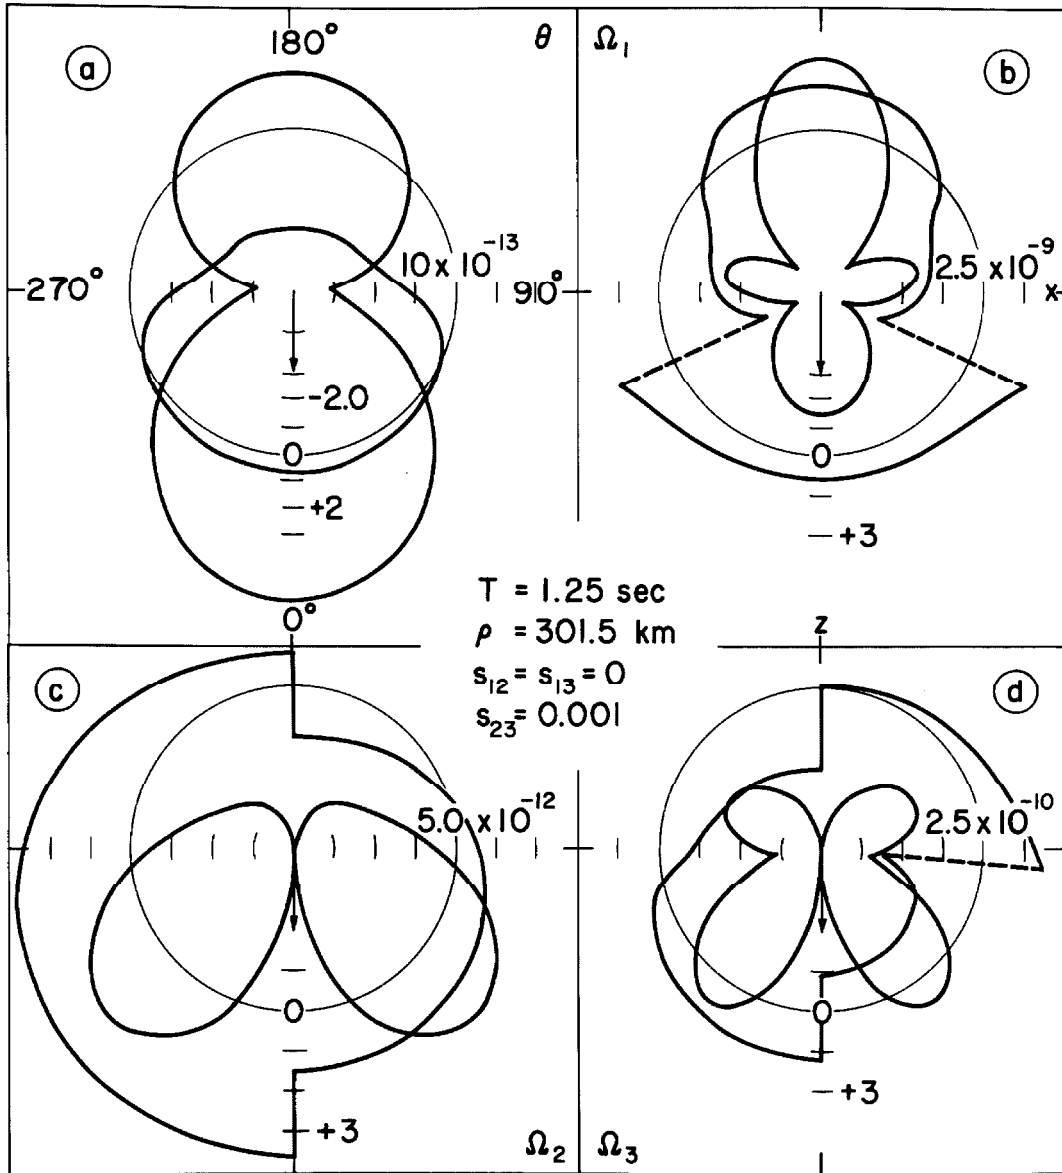 a
180°
θ
Ω₁
b
10 x 10⁻¹³
2.5 x 10⁻⁹
270°
90°
x
-2.0
0
+2
0
+3
0°
z
T = 1.25 sec
ρ = 301.5 km
s₁₂ = s₁₃ = 0
s₂₃ = 0.001
c
d
5.0 x 10⁻¹²
2.5 x 10⁻¹⁰
0
0
+3
+3
Ω₂
Ω₃